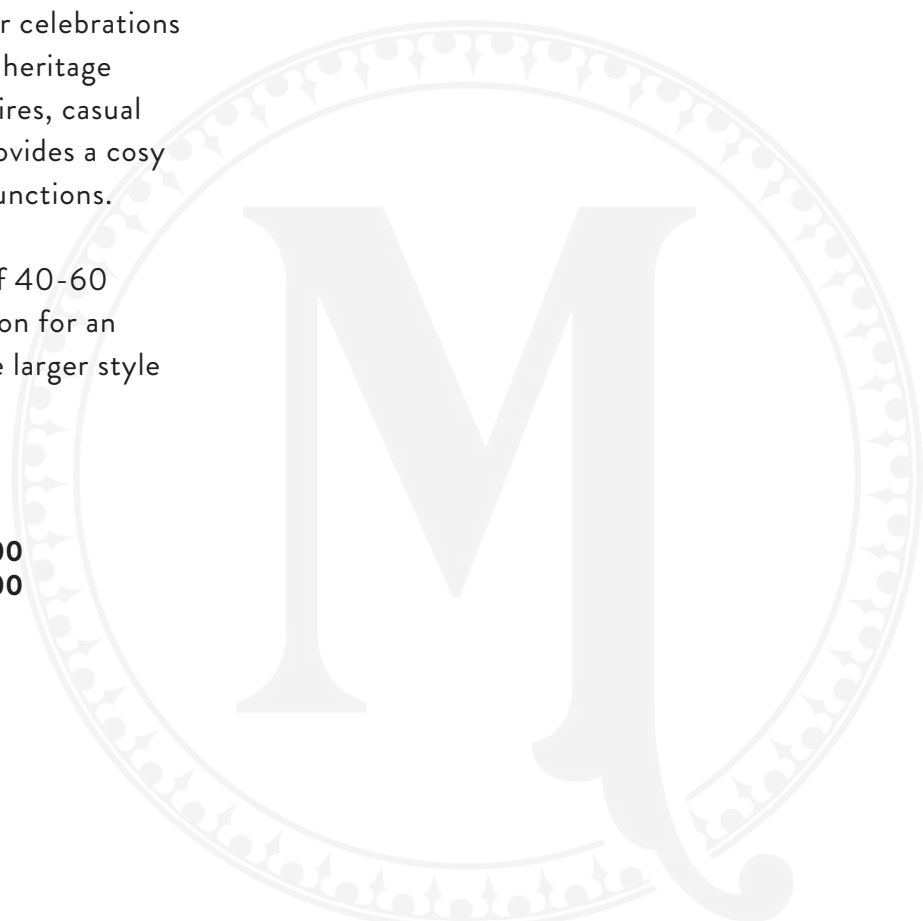 r celebrations
heritage
ires, casual
ovides a cosy
unctions.
f 40-60
on for an
e larger style
00
00
M